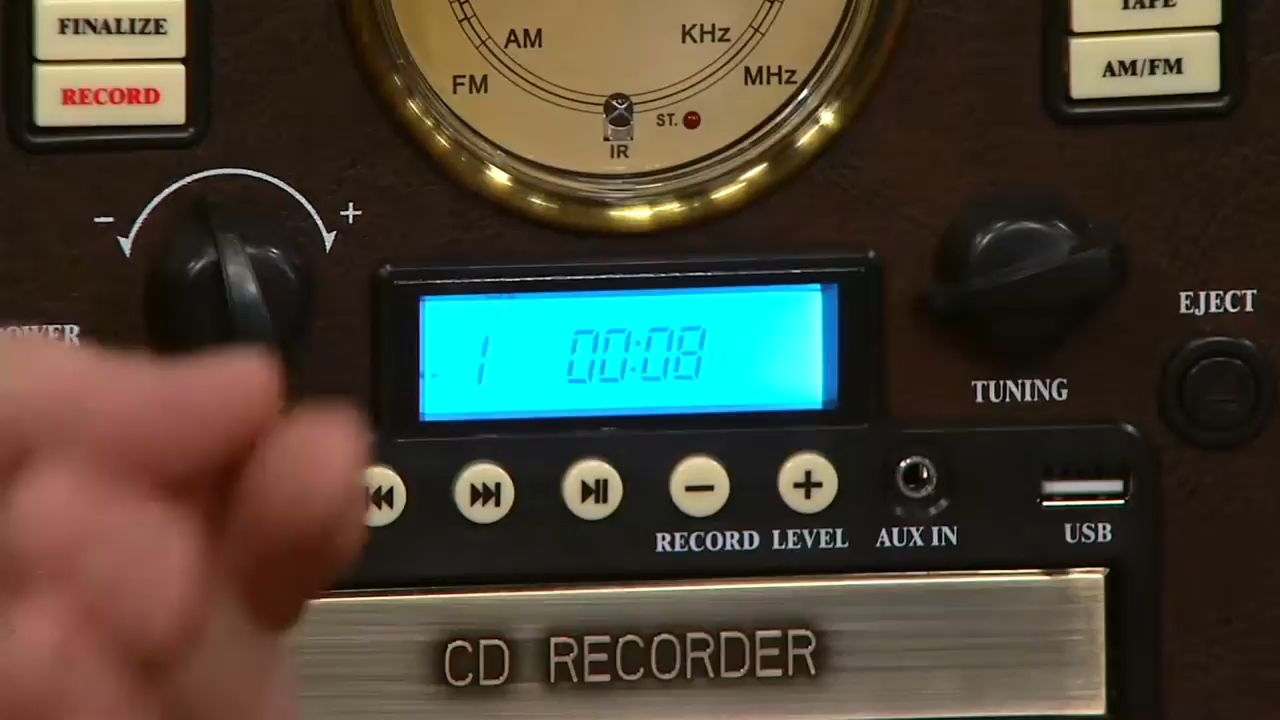 FINALIZE
RECORD
AM
FM
KHz
MHz
ST.
IR
TAPE
AM/FM
- +
POWER
1 00:08
TUNING
EJECT
- +
RECORD LEVEL
AUX IN
USB
CD RECORDER